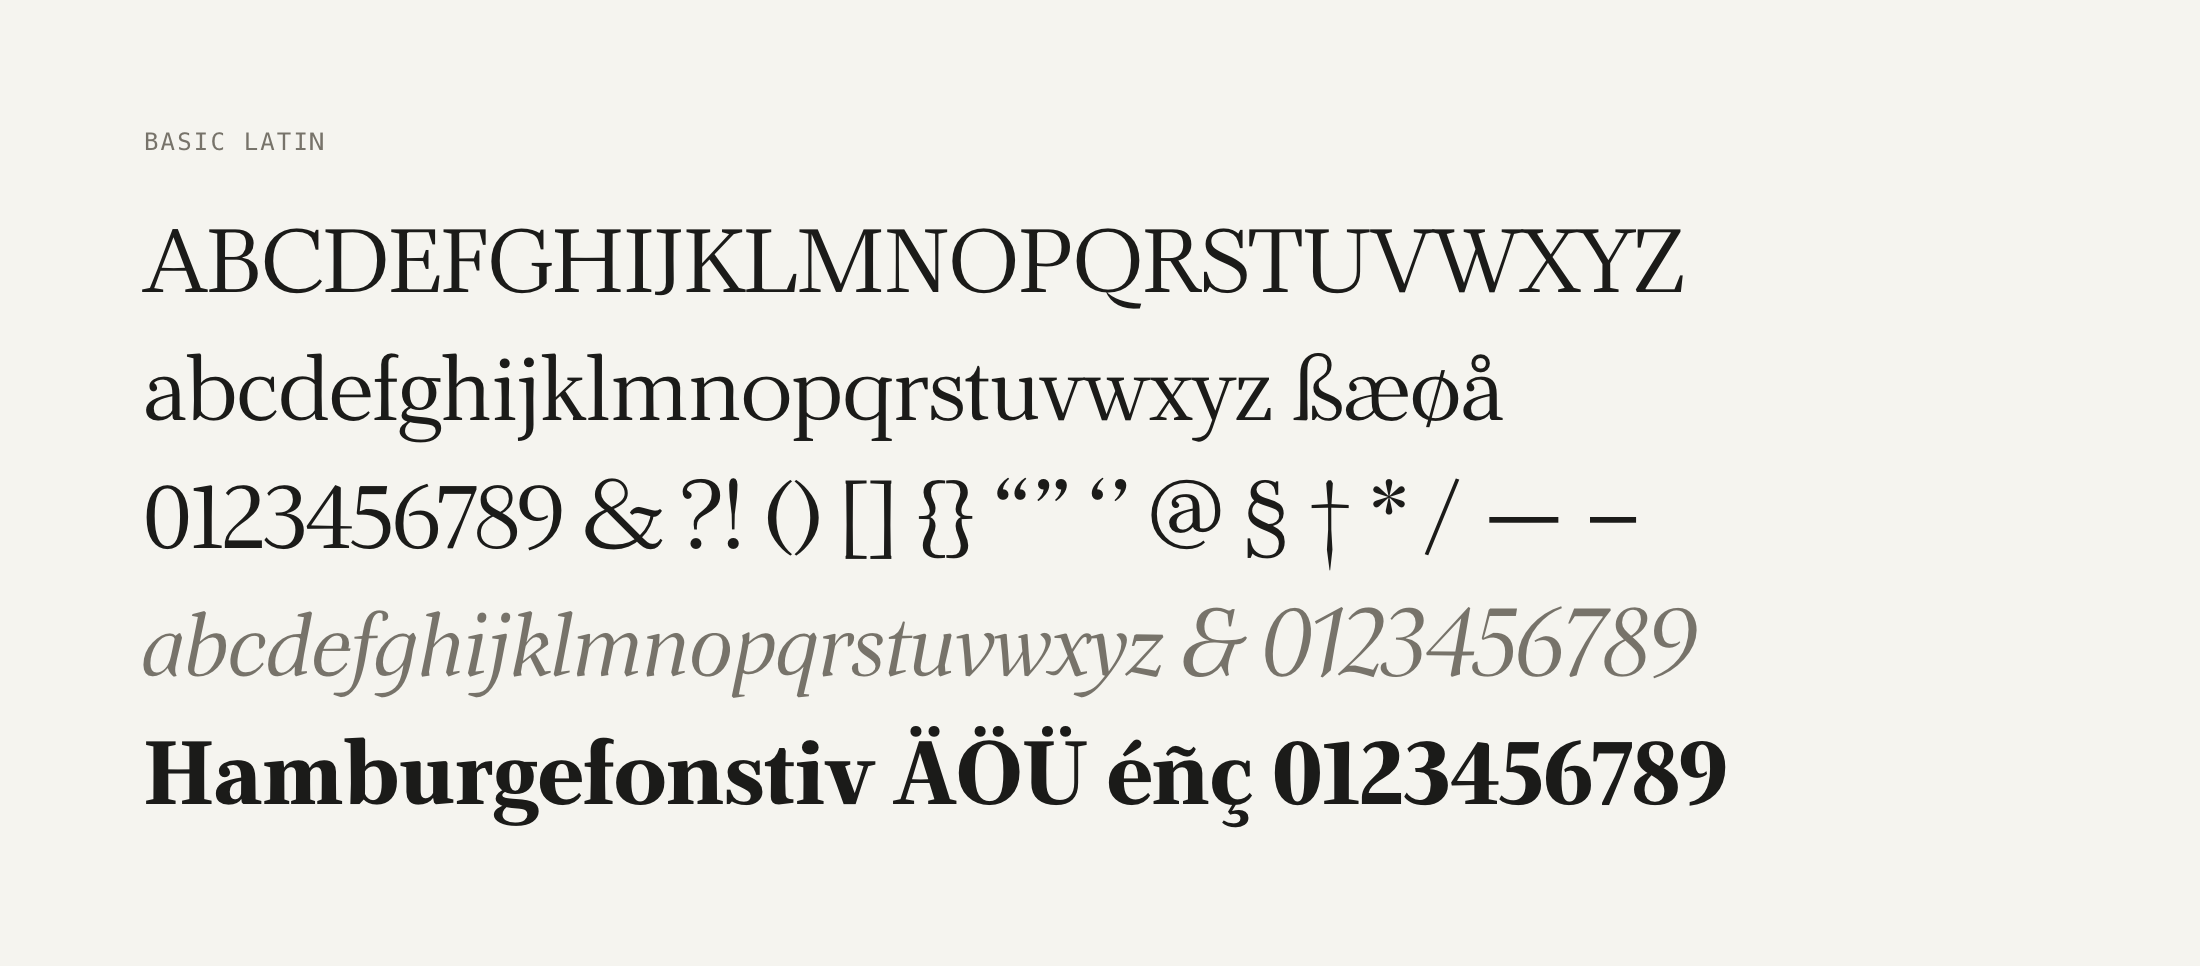 BASIC LATIN
ABCDEFGHIJKLMNOPQRSTUVWXYZ
abcdefghijklmnopqrstuvwxyz ßæøå
0123456789 & ?! () [] {} “” ‘’ @ § † * / — –
abcdefghijklmnopqrstuvwxyz & 0123456789
Hamburgefonstiv ÄÖÜ éñç 0123456789